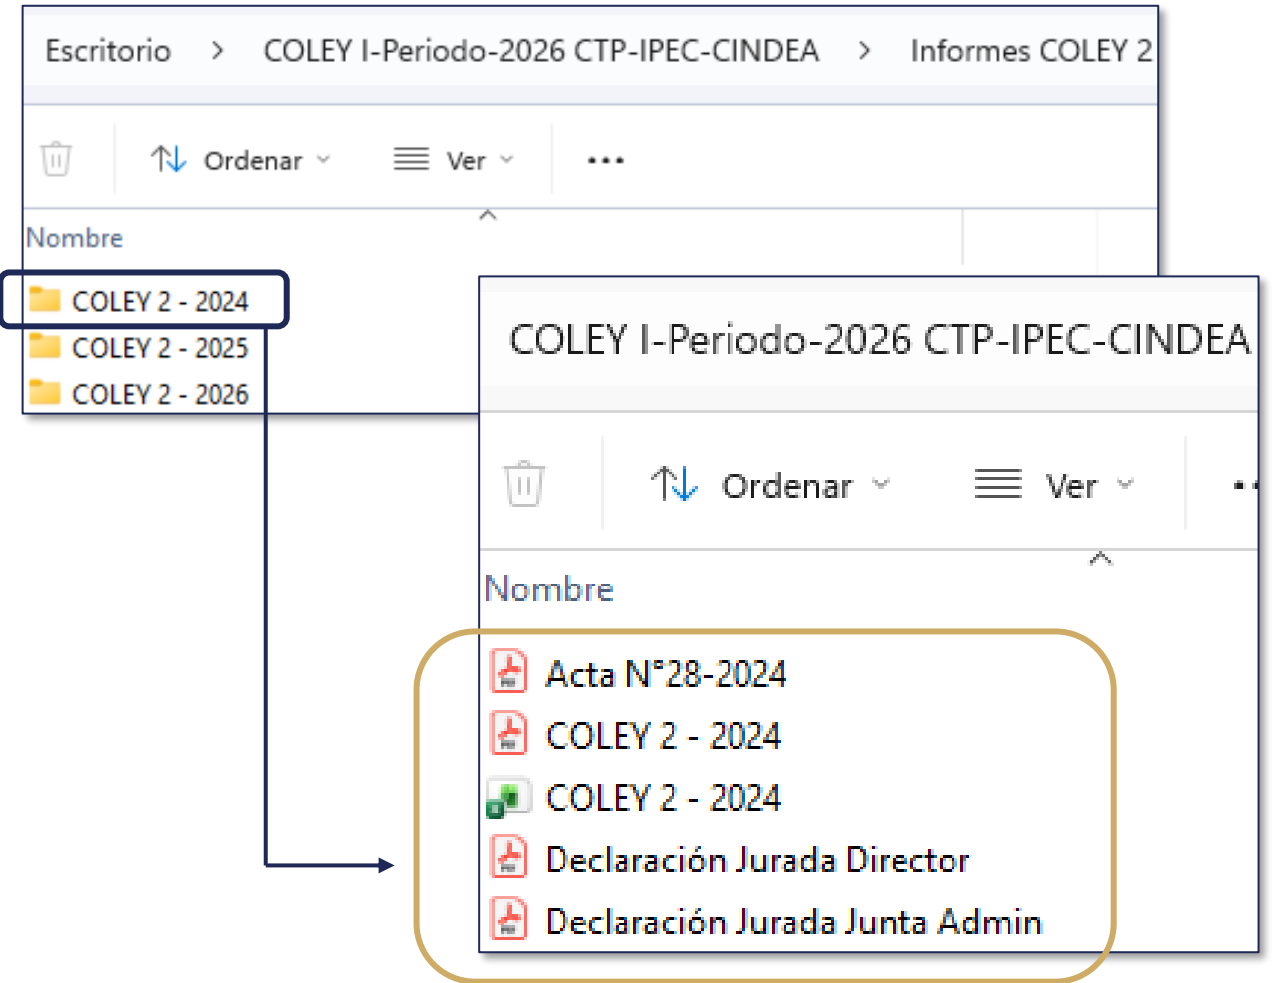 Escritorio > COLEY I-Periodo-2026 CTP-IPEC-CINDEA > Informes COLEY 2
Ordenar Ver ...
Nombre
COLEY 2 - 2024
COLEY 2 - 2025
COLEY 2 - 2026
COLEY I-Periodo-2026 CTP-IPEC-CINDEA
Ordenar Ver
Nombre
Acta N°28-2024
COLEY 2 - 2024
COLEY 2 - 2024
Declaración Jurada Director
Declaración Jurada Junta Admin